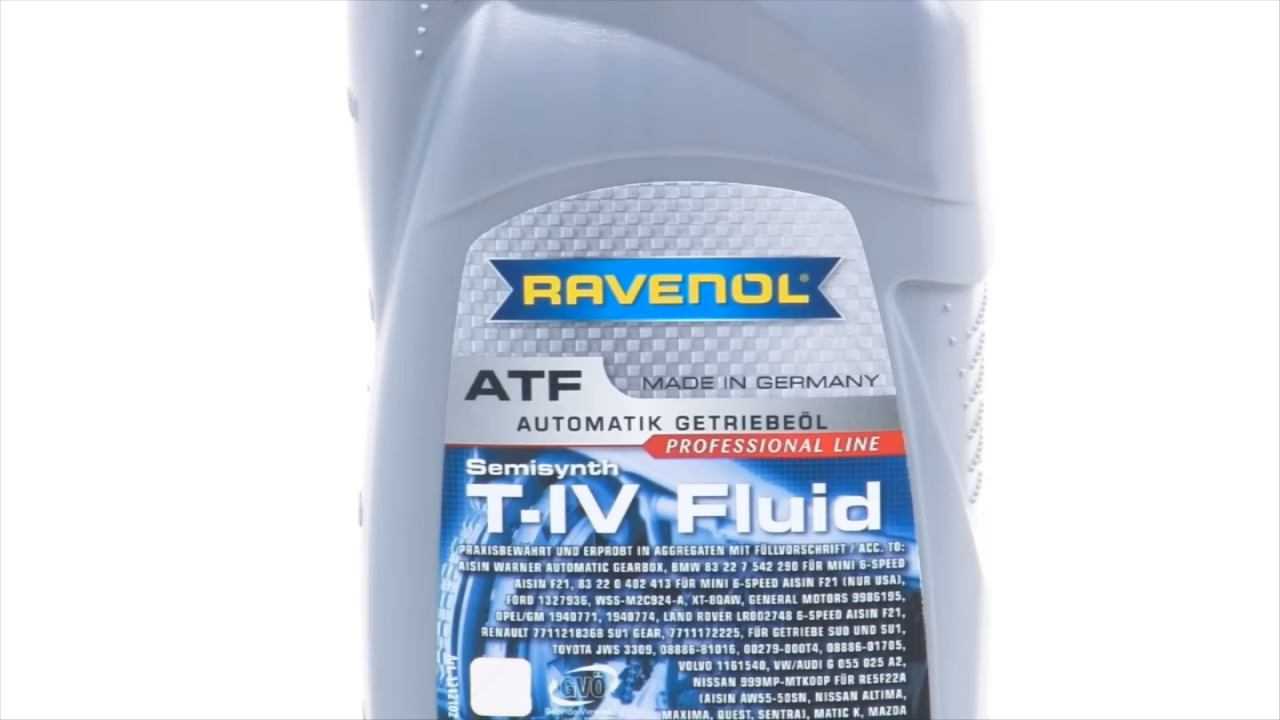 RAVENOL®
ATF
MADE IN GERMANY
AUTOMATIK GETRIEBEÖL
PROFESSIONAL LINE
Semisynth
T-IV Fluid
PRAXISBEWÄHRT UND ERPROBT IN AGGREGATEN MIT FÜLLVORSCHRIFT / ACC. TO:
AISIN WARNER AUTOMATIC GEARBOX, BMW 83 22 7 542 290 FÜR MINI 6-SPEED
AISIN F21, 83 22 0 402 413 FÜR MINI 6-SPEED AISIN F21 (NUR USA),
FORD 1327936, WSS-M2C924-A, XT-8QAW, GENERAL MOTORS 9986195,
OPEL/GM 1940771, 1940774, LAND ROVER LR002748 6-SPEED AISIN F21,
RENAULT 7711218368 SU1 GEAR, 7711172225, FÜR GETRIEBE SU0 UND SU1,
TOYOTA JWS 3309, 08886-81016, 00279-000T4, 08886-01705,
VOLVO 1161540, VW/AUDI G 055 025 A2,
NISSAN 999MP-MTK00P FÜR RE5F22A
(AISIN AW55-50SN, NISSAN ALTIMA,
MAXIMA, QUEST, SENTRA), MATIC K, MAZDA
GVÖ